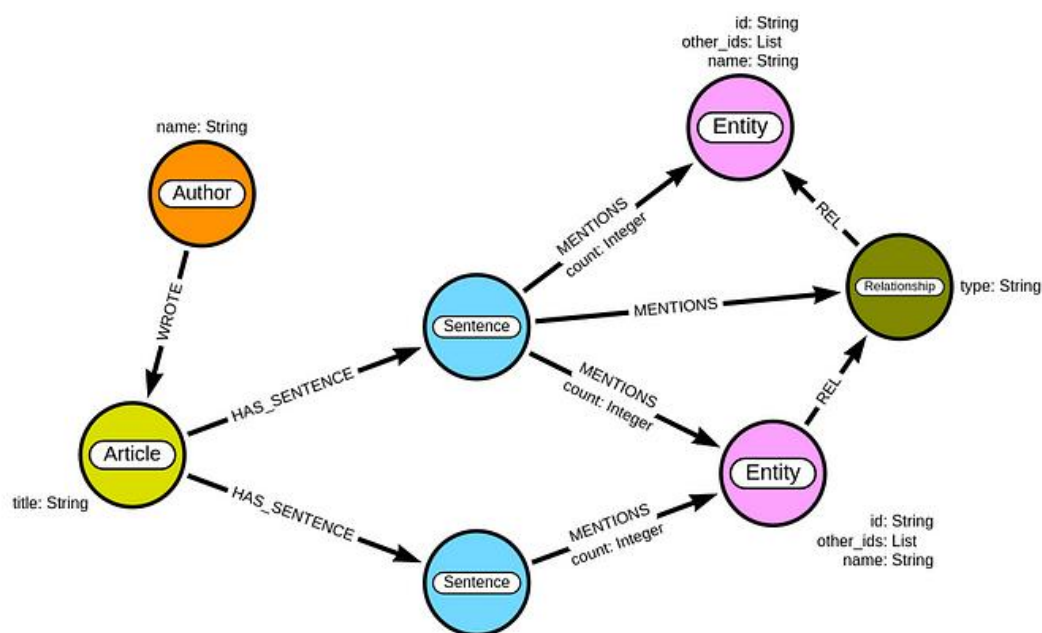 id: String
other_ids: List
name: String
Entity
name: String
Author
MENTIONS
count: Integer
REL
WROTE
Sentence
MENTIONS
Relationship
type: String
HAS_SENTENCE
MENTIONS
count: Integer
REL
Article
title: String
HAS_SENTENCE
Entity
MENTIONS
count: Integer
id: String
other_ids: List
name: String
Sentence